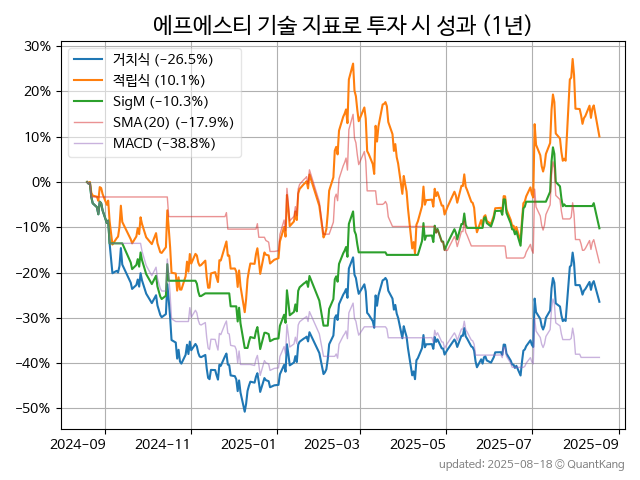 에프에스티 기술 지표로 투자 시 성과 (1년)
거치식 (−26.5%)
적립식 (10.1%)
SigM (−10.3%)
SMA(20) (−17.9%)
MACD (−38.8%)
30%
20%
10%
0%
−10%
−20%
−30%
−40%
−50%
2024-09 2024-11 2025-01 2025-03 2025-05 2025-07 2025-09
updated: 2025-08-18 © QuantKang